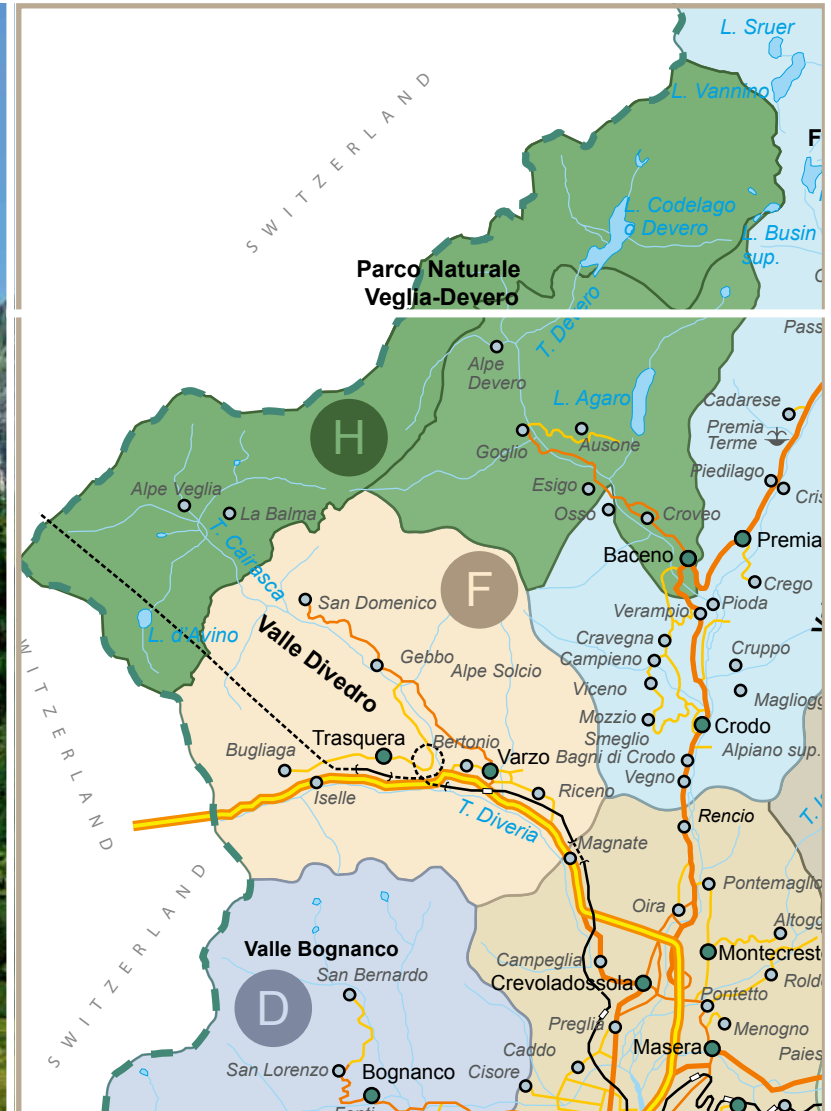 L. Sruer
SWITZERLAND
L. Vannino
F
L. Codelago
o Devero
L. Busin
sup.
Parco Naturale
Veglia-Devero
T. Devero
Pass
Alpe
Devero
L. Agaro
Cadarese
Premia
Terme
H
Goglio
Ausone
Piedilago
Alpe Veglia
Esigo
Cris
La Balma
Osso
Croveo
T. Cairasca
Baceno
Premia
F
Crego
San Domenico
Verampio
Pioda
L. d'Avino
Valle Divedro
Cravegna
Cruppo
Gebbo
Alpe Solcio
Campieno
Viceno
Magliogg
SWITZERLAND
Mozzio
Crodo
Trasquera
Bertonio
Smeglio
Bugliaga
Varzo
Bagni di Crodo
Alpiano sup.
Iselle
Riceno
Vegno
T. Diveria
Rencio
Magnate
SWITZERLAND
Pontemaglio
Oira
Altogg
Valle Bognanco
Campeglia
Montecrest
San Bernardo
Crevoladossola
Rold
D
Pontetto
Preglia
Menogno
Caddo
Masera
Paies
San Lorenzo
Bognanco
Cisore
Fonti